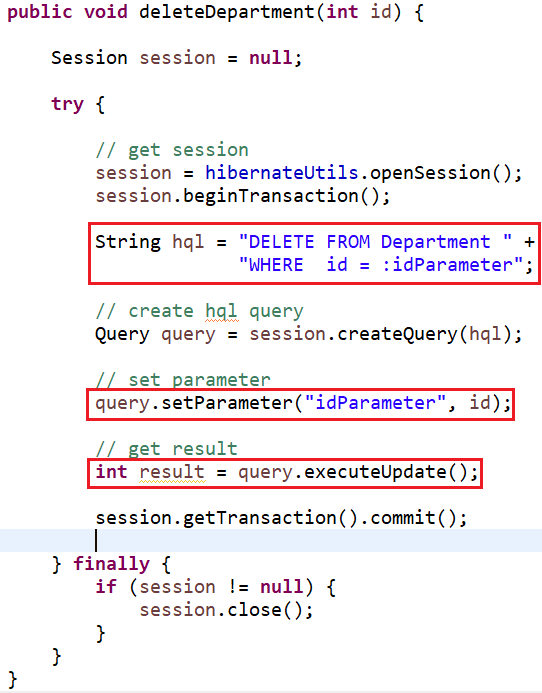 public void deleteDepartment(int id) {
Session session = null;
try {
// get session
session = hibernateUtils.openSession();
session.beginTransaction();
String hql = "DELETE FROM Department " +
"WHERE  id = :idParameter";
// create hql query
Query query = session.createQuery(hql);
// set parameter
query.setParameter("idParameter", id);
// get result
int result = query.executeUpdate();
session.getTransaction().commit();
} finally {
if (session != null) {
session.close();
}
}
}